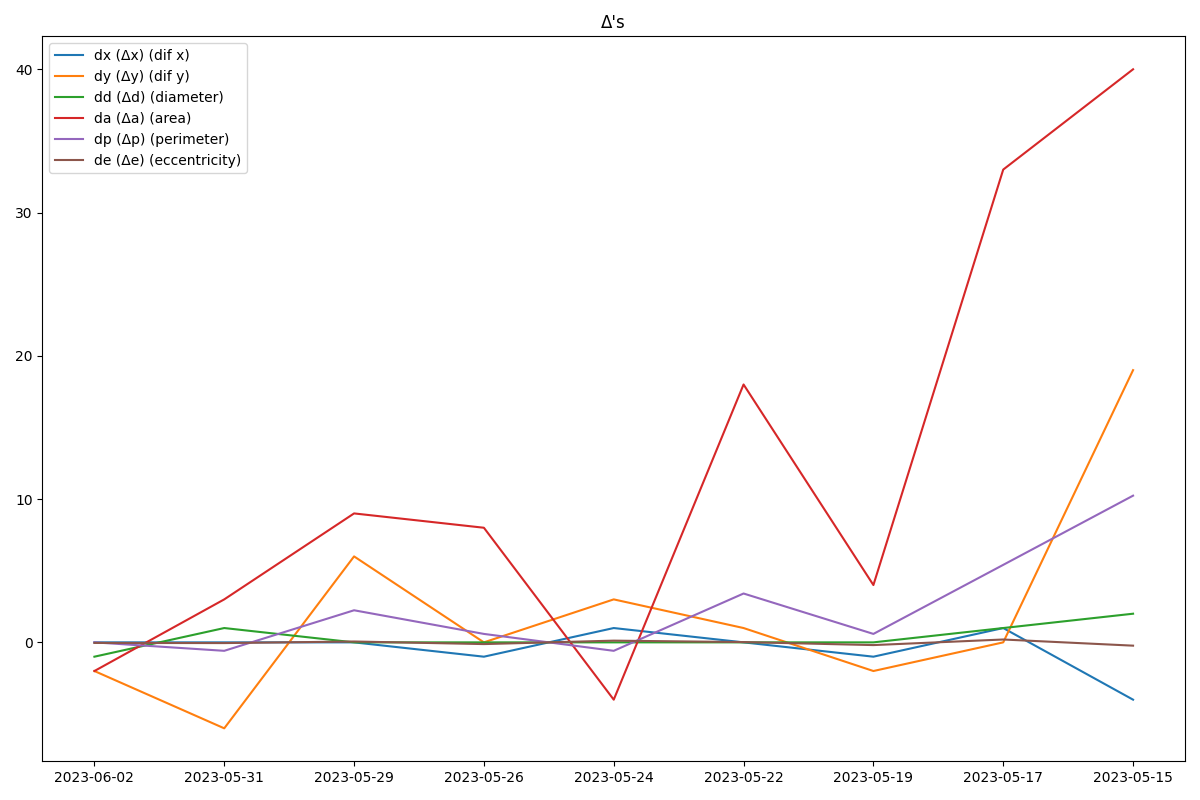 Δ's
dx (Δx) (dif x)
dy (Δy) (dif y)
dd (Δd) (diameter)
da (Δa) (area)
dp (Δp) (perimeter)
de (Δe) (eccentricity)
40
30
20
10
0
2023-06-02 2023-05-31 2023-05-29 2023-05-26 2023-05-24 2023-05-22 2023-05-19 2023-05-17 2023-05-15